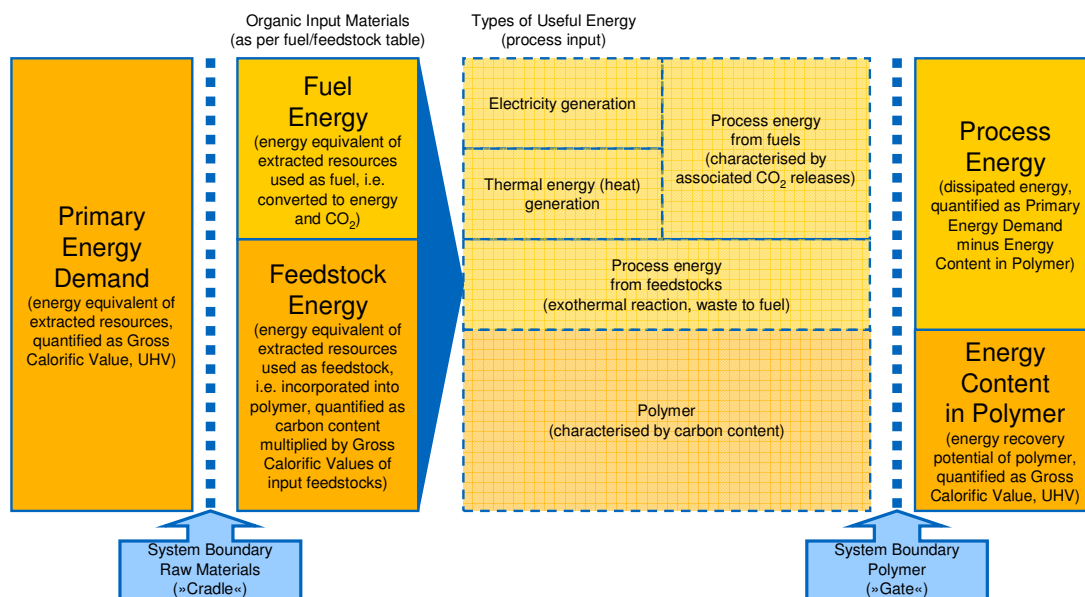 Organic Input Materials
(as per fuel/feedstock table)
Types of Useful Energy
(process input)
Primary
Energy
Demand
(energy equivalent of
extracted resources,
quantified as Gross
Calorific Value, UHV)
Fuel
Energy
(energy equivalent of
extracted resources
used as fuel, i.e.
converted to energy
and CO₂)
Feedstock
Energy
(energy equivalent of
extracted resources
used as feedstock,
i.e. incorporated into
polymer, quantified as
carbon content
multiplied by Gross
Calorific Values of
input feedstocks)
Electricity generation
Thermal energy (heat)
generation
Process energy
from fuels
(characterised by
associated CO₂ releases)
Process energy
from feedstocks
(exothermal reaction, waste to fuel)
Polymer
(characterised by carbon content)
Process
Energy
(dissipated energy,
quantified as Primary
Energy Demand
minus Energy
Content in Polymer)
Energy
Content
in Polymer
(energy recovery
potential of polymer,
quantified as Gross
Calorific Value, UHV)
System Boundary
Raw Materials
(»Cradle«)
System Boundary
Polymer
(»Gate«)